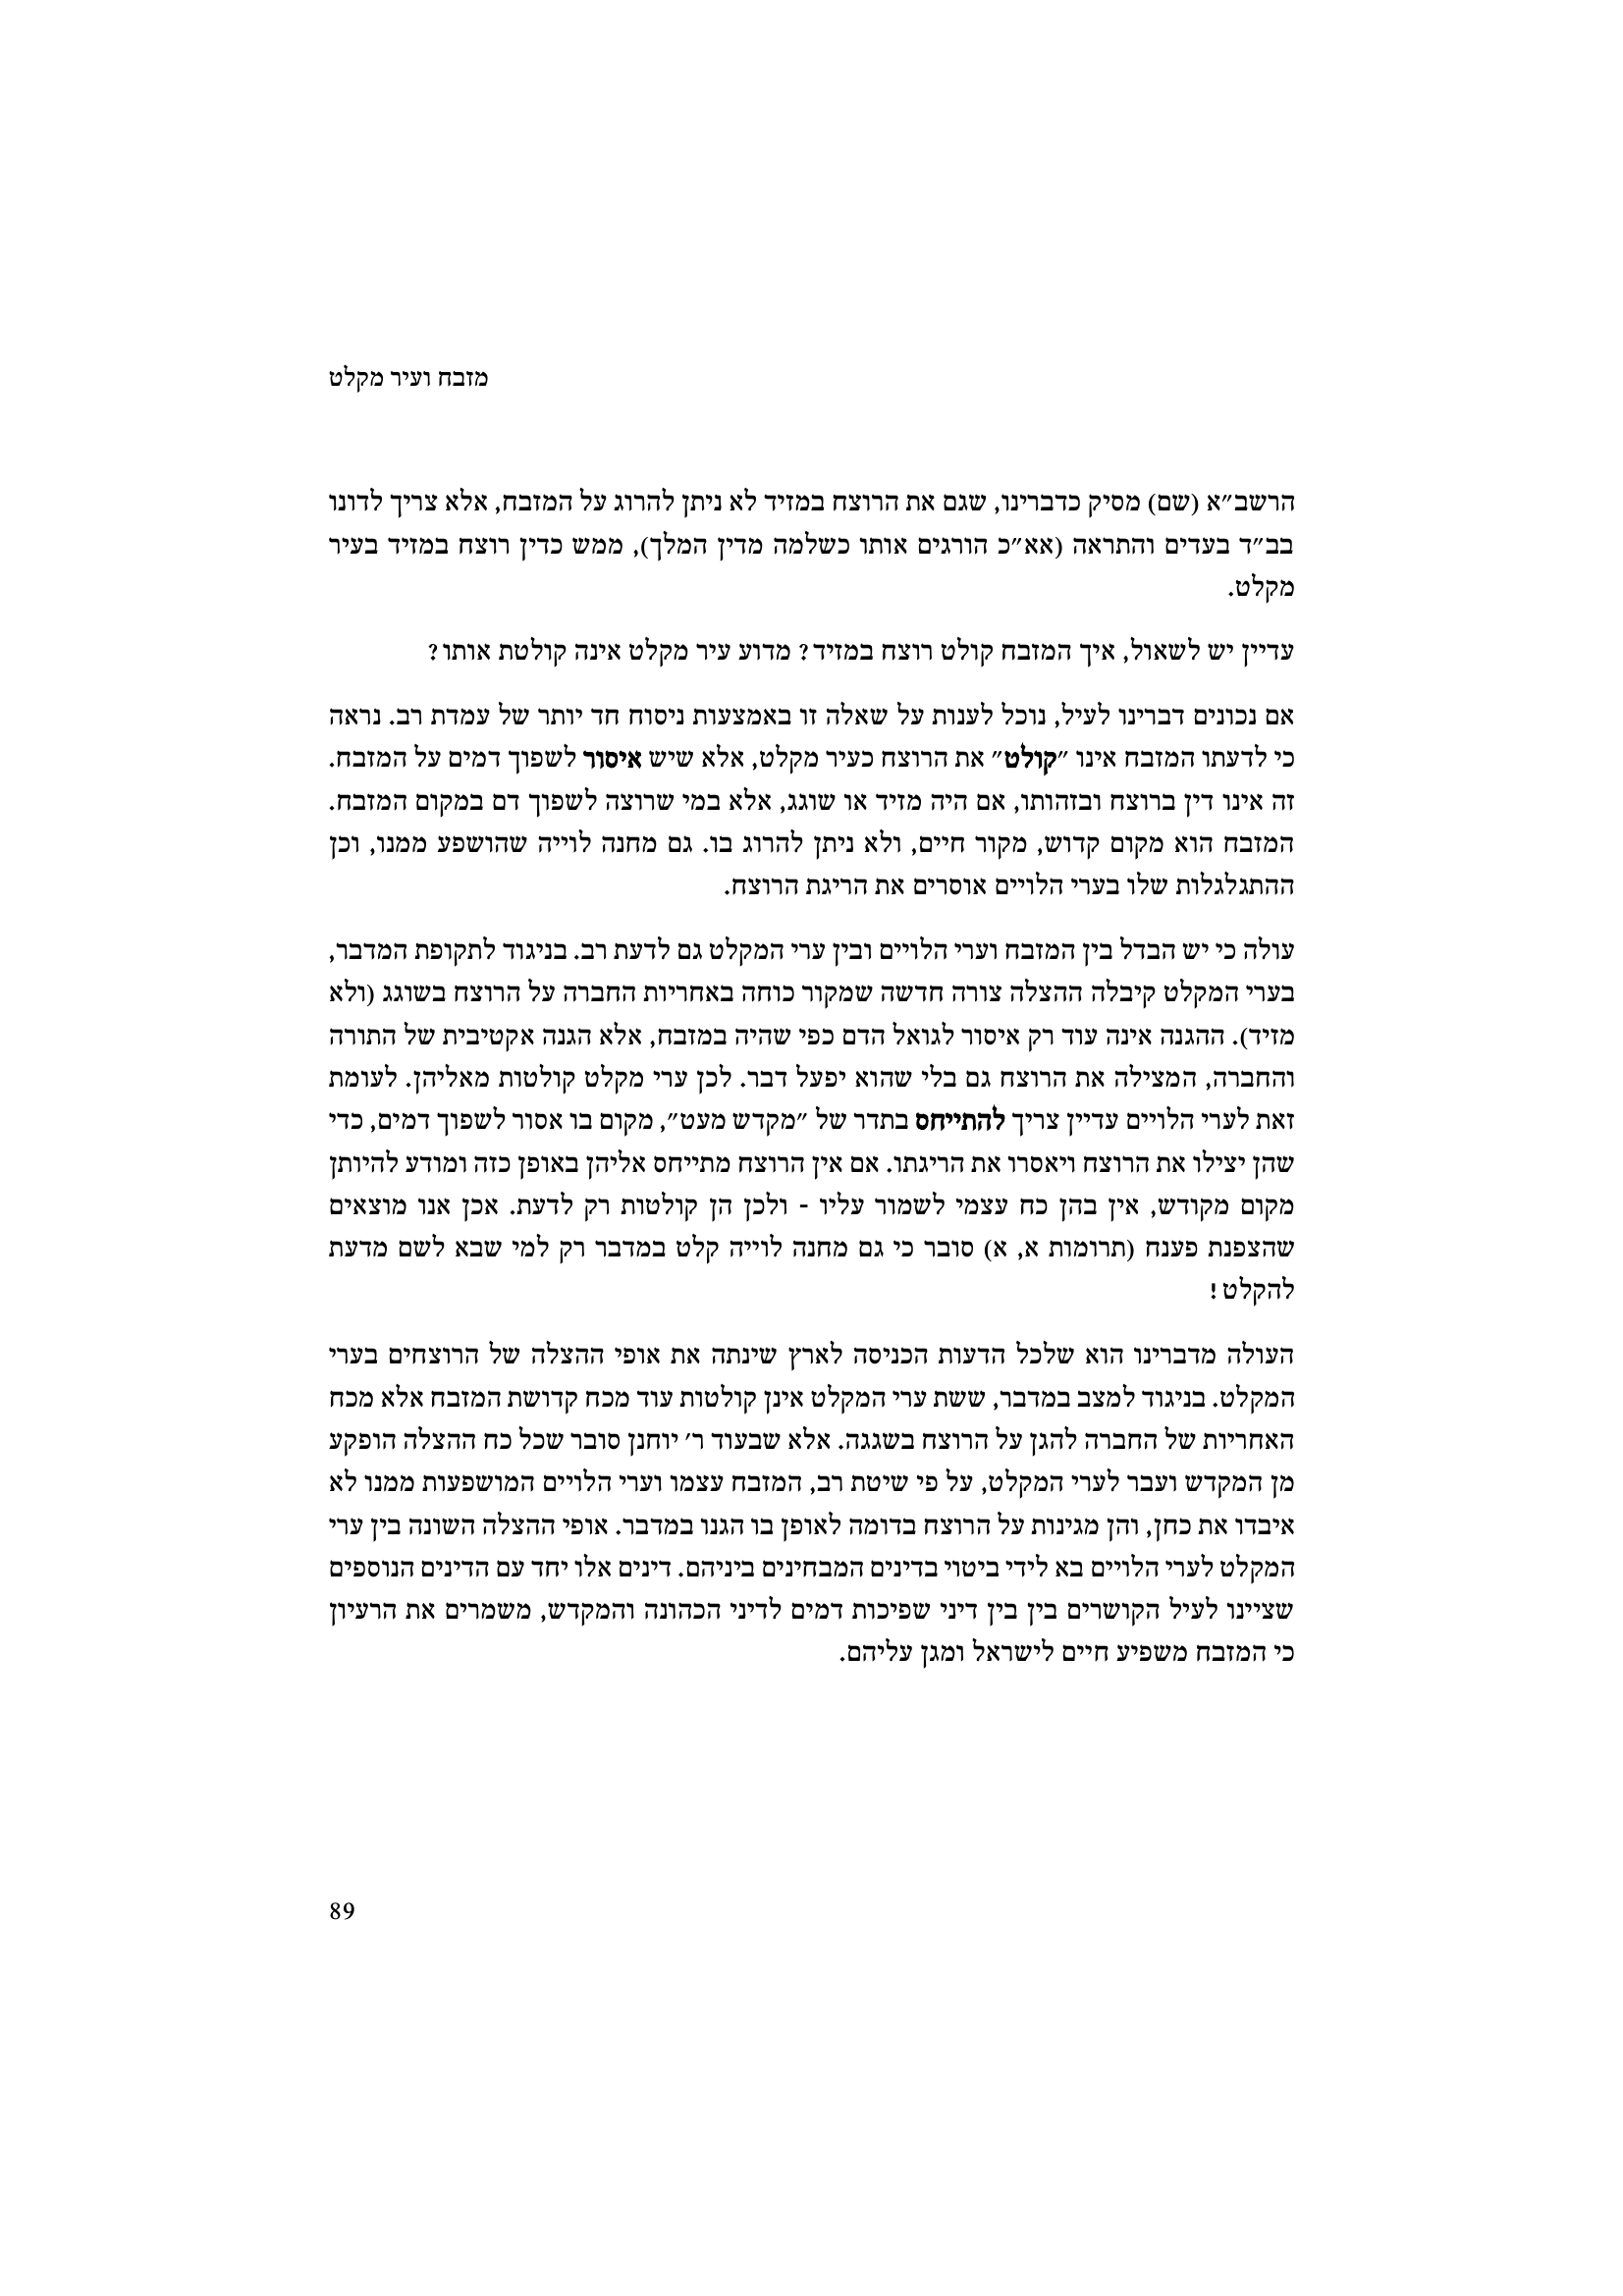 מזבח ועיר מקלט
הרשב״א (שם) מסיק כדברינו, שגם את הרוצח במזיד לא ניתן להרוג על המזבח, אלא צריך לדונו
בב״ד בעדים והתראה (אא״כ הורגים אותו כשלמה מדין המלך), ממש כדין רוצח במזיד בעיר
מקלט.
עדיין יש לשאול, איך המזבח קולט רוצח במזיד? מדוע עיר מקלט אינה קולטת אותו?
אם נכונים דברינו לעיל, נוכל לענות על שאלה זו באמצעות ניסוח חד יותר של עמדת רב. נראה
כי לדעתו המזבח אינו ״קולט״ את הרוצח כעיר מקלט, אלא שיש איסור לשפוך דמים על המזבח.
זה אינו דין ברוצח ובזהותו, אם היה מזיד או שוגג, אלא במי שרוצה לשפוך דם במקום המזבח.
המזבח הוא מקום קדוש, מקור חיים, ולא ניתן להרוג בו. גם מחנה לוייה שהושפע ממנו, וכן
ההתגלגלות שלו בערי הלויים אוסרים את הריגת הרוצח.
עולה כי יש הבדל בין המזבח וערי הלויים ובין ערי המקלט גם לדעת רב. בניגוד לתקופת המדבר,
בערי המקלט קיבלה ההצלה צורה חדשה שמקור כוחה באחריות החברה על הרוצח בשוגג (ולא
מזיד). ההגנה אינה עוד רק איסור לגואל הדם כפי שהיה במזבח, אלא הגנה אקטיבית של התורה
והחברה, המצילה את הרוצח גם בלי שהוא יפעל דבר. לכן ערי מקלט קולטות מאליהן. לעומת
זאת לערי הלויים עדיין צריך להתייחס בתדר של ״מקדש מעט״, מקום בו אסור לשפוך דמים, כדי
שהן יצילו את הרוצח ויאסרו את הריגתו. אם אין הרוצח מתייחס אליהן באופן כזה ומודע להיותן
מקום מקודש, אין בהן כח עצמי לשמור עליו - ולכן הן קולטות רק לדעת. אכן אנו מוצאים
שהצפנת פענח (תרומות א, א) סובר כי גם מחנה לוייה קלט במדבר רק למי שבא לשם מדעת
להקלט!
העולה מדברינו הוא שלכל הדעות הכניסה לארץ שינתה את אופי ההצלה של הרוצחים בערי
המקלט. בניגוד למצב במדבר, ששת ערי המקלט אינן קולטות עוד מכח קדושת המזבח אלא מכח
האחריות של החברה להגן על הרוצח בשגגה. אלא שבעוד ר׳ יוחנן סובר שכל כח ההצלה הופקע
מן המקדש ועבר לערי המקלט, על פי שיטת רב, המזבח עצמו וערי הלויים המושפעות ממנו לא
איבדו את כחן, והן מגינות על הרוצח בדומה לאופן בו הגנו במדבר. אופי ההצלה השונה בין ערי
המקלט לערי הלויים בא לידי ביטוי בדינים המבחינים ביניהם. דינים אלו יחד עם הדינים הנוספים
שציינו לעיל הקושרים בין בין דיני שפיכות דמים לדיני הכהונה והמקדש, משמרים את הרעיון
כי המזבח משפיע חיים לישראל ומגן עליהם.
89